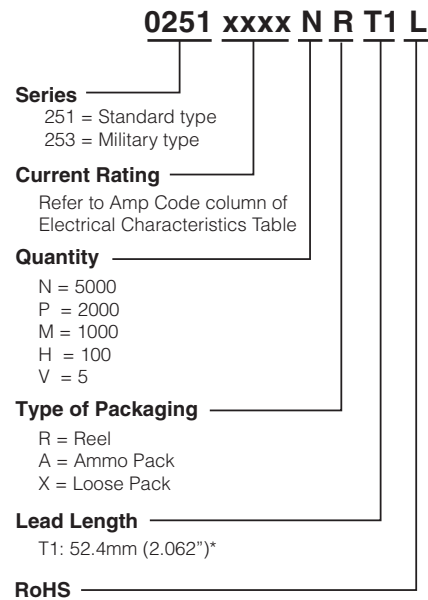 0251 xxxx N R T1 L
Series
251 = Standard type
253 = Military type
Current Rating
Refer to Amp Code column of
Electrical Characteristics Table
Quantity
N = 5000
P = 2000
M = 1000
H = 100
V = 5
Type of Packaging
R = Reel
A = Ammo Pack
X = Loose Pack
Lead Length
T1: 52.4mm (2.062”)*
RoHS